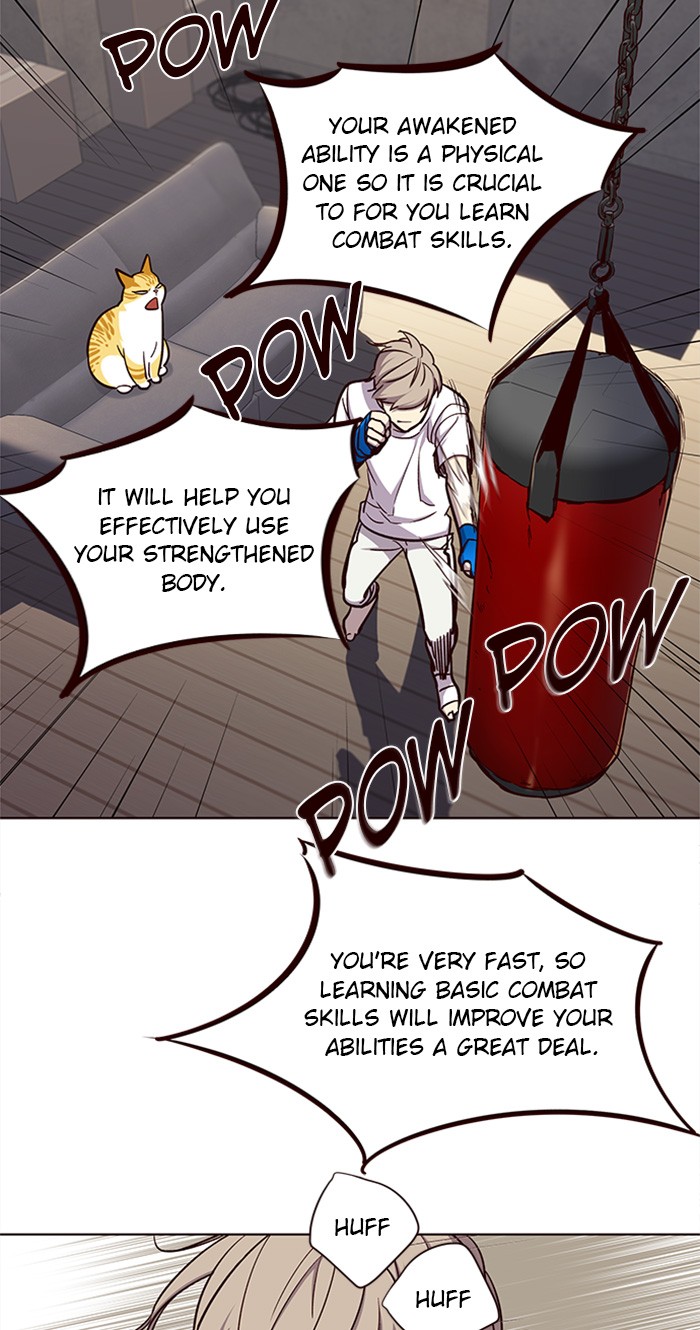 POW
YOUR AWAKENED
ABILITY IS A PHYSICAL
ONE SO IT IS CRUCIAL
TO FOR YOU LEARN
COMBAT SKILLS.
POW
IT WILL HELP YOU
EFFECTIVELY USE
YOUR STRENGTHENED
BODY.
POW
POW
YOU'RE VERY FAST, SO
LEARNING BASIC COMBAT
SKILLS WILL IMPROVE YOUR
ABILITIES A GREAT DEAL.
HUFF
HUFF